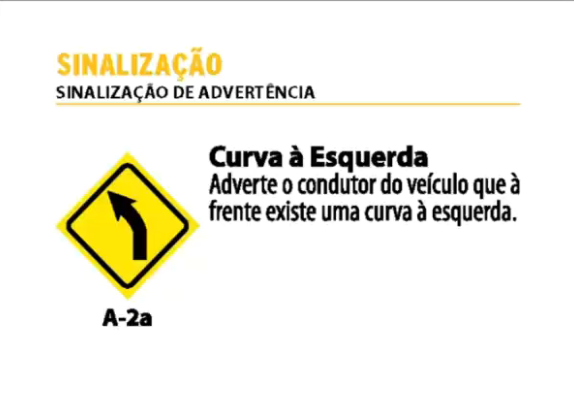 SINALIZAÇÃO
SINALIZAÇÃO DE ADVERTÊNCIA
Curva à Esquerda
Adverte o condutor do veículo que à
frente existe uma curva à esquerda.
A-2a